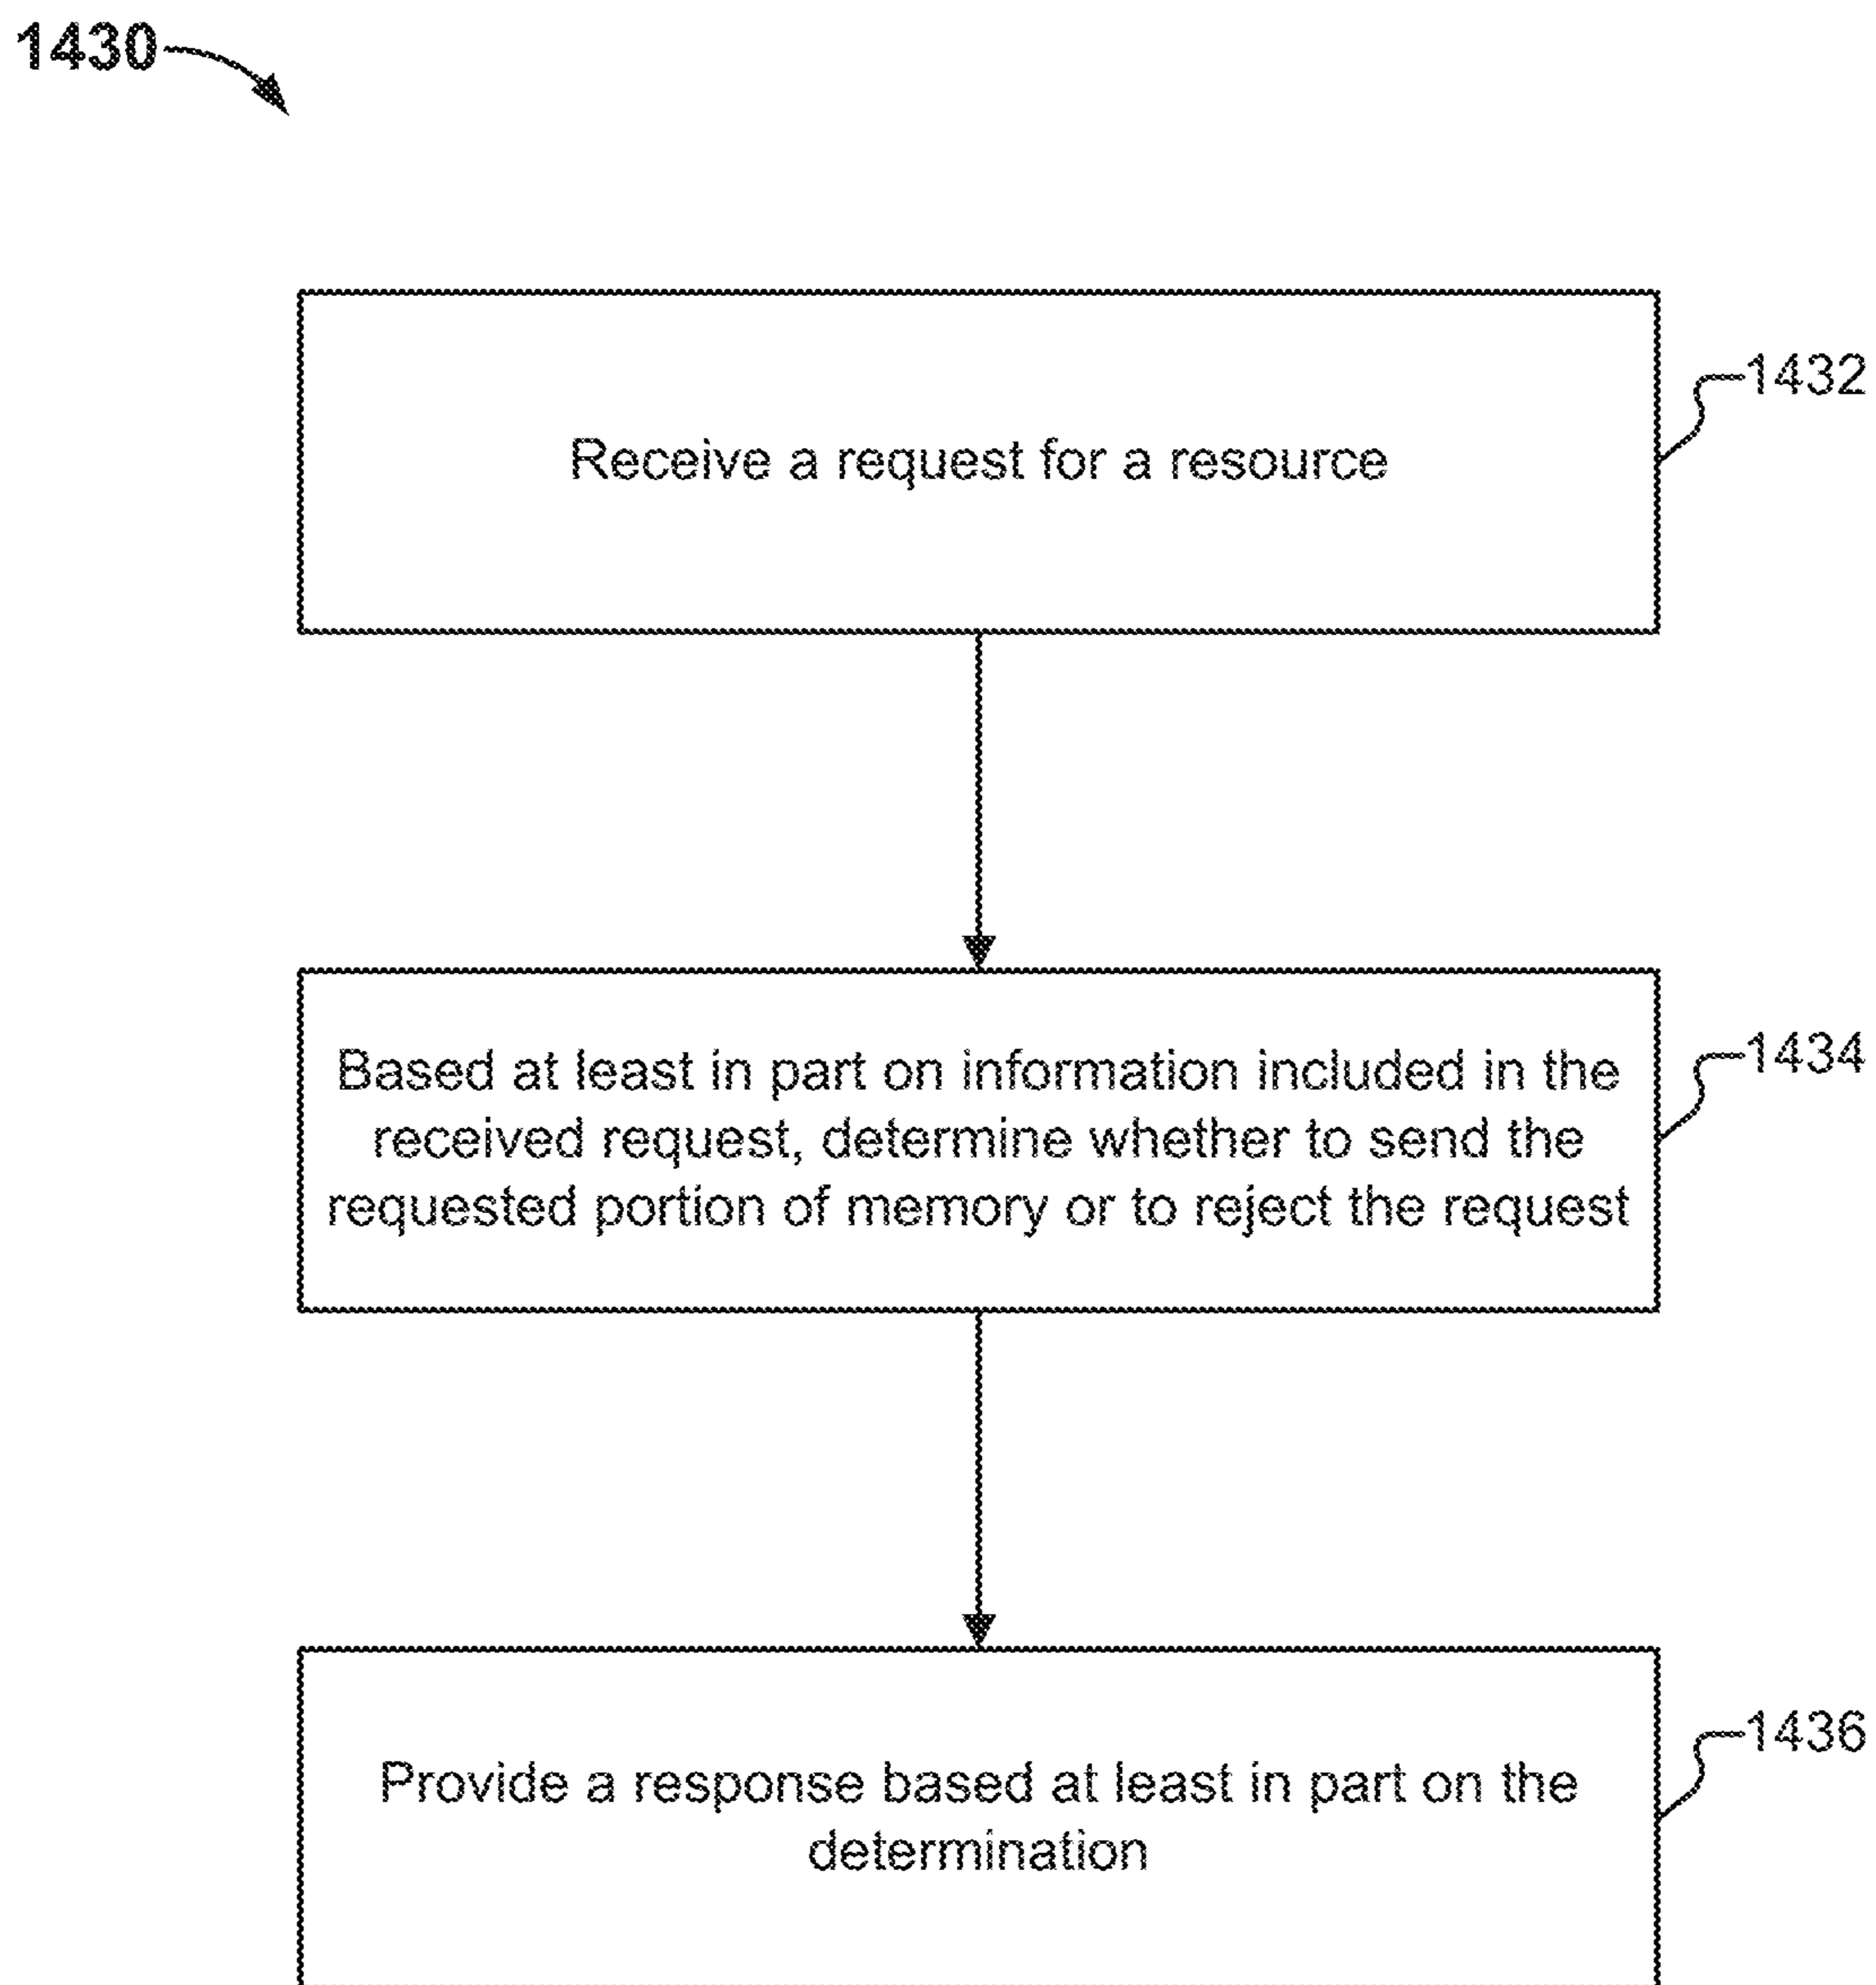 1430
Receive a request for a resource
1432
Based at least in part on information included in the
received request, determine whether to send the
requested portion of memory or to reject the request
1434
Provide a response based at least in part on the
determination
1436